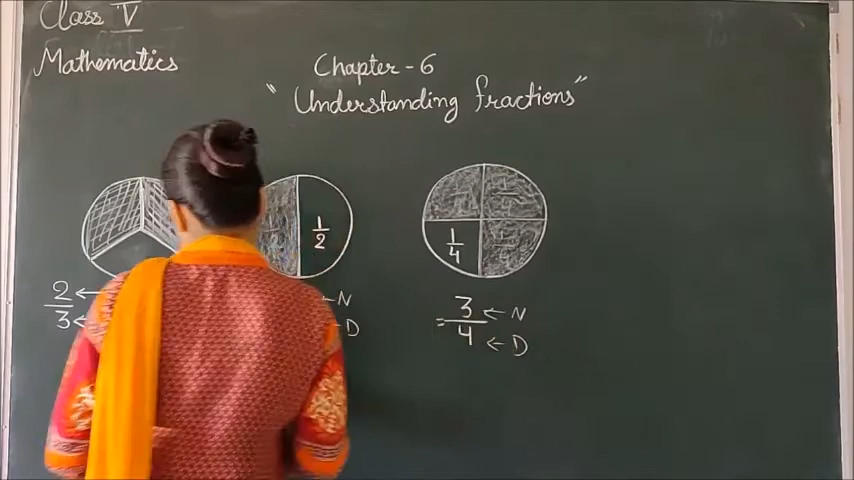 Class V
Mathematics
Chapter - 6
" Understanding fractions "
1/2
1/4
2/3
N
D
= 3/4 ← N
← D